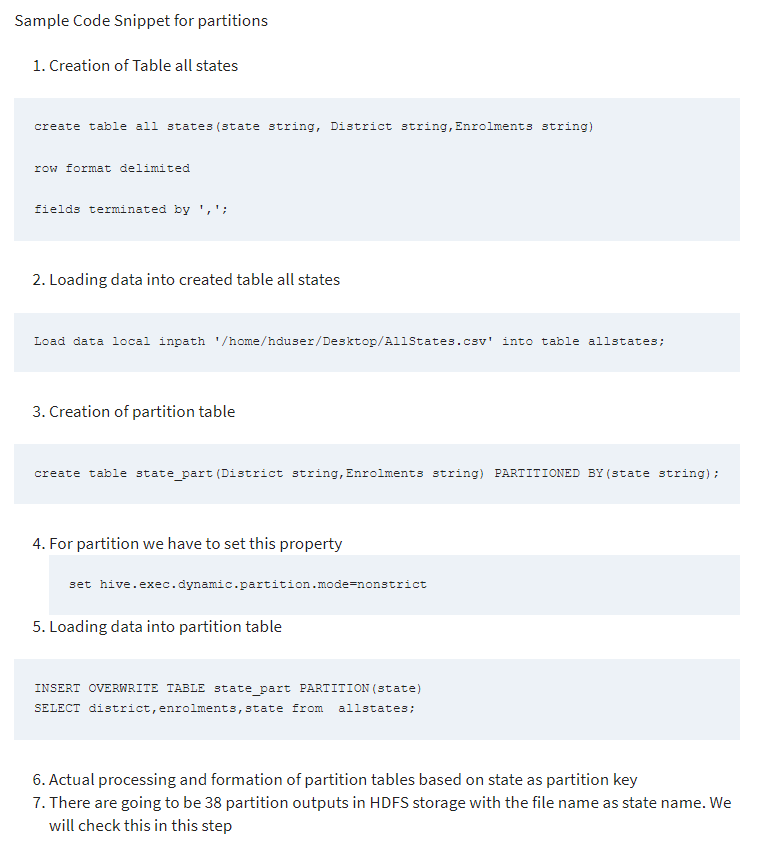 Sample Code Snippet for partitions
1. Creation of Table all states
create table all states(state string, District string,Enrolments string)
row format delimited
fields terminated by ',';
2. Loading data into created table all states
Load data local inpath '/home/hduser/Desktop/AllStates.csv' into table allstates;
3. Creation of partition table
create table state_part(District string,Enrolments string) PARTITIONED BY(state string);
4. For partition we have to set this property
set hive.exec.dynamic.partition.mode=nonstrict
5. Loading data into partition table
INSERT OVERWRITE TABLE state_part PARTITION(state)
SELECT district,enrolments,state from  allstates;
6. Actual processing and formation of partition tables based on state as partition key
7. There are going to be 38 partition outputs in HDFS storage with the file name as state name. We
will check this in this step